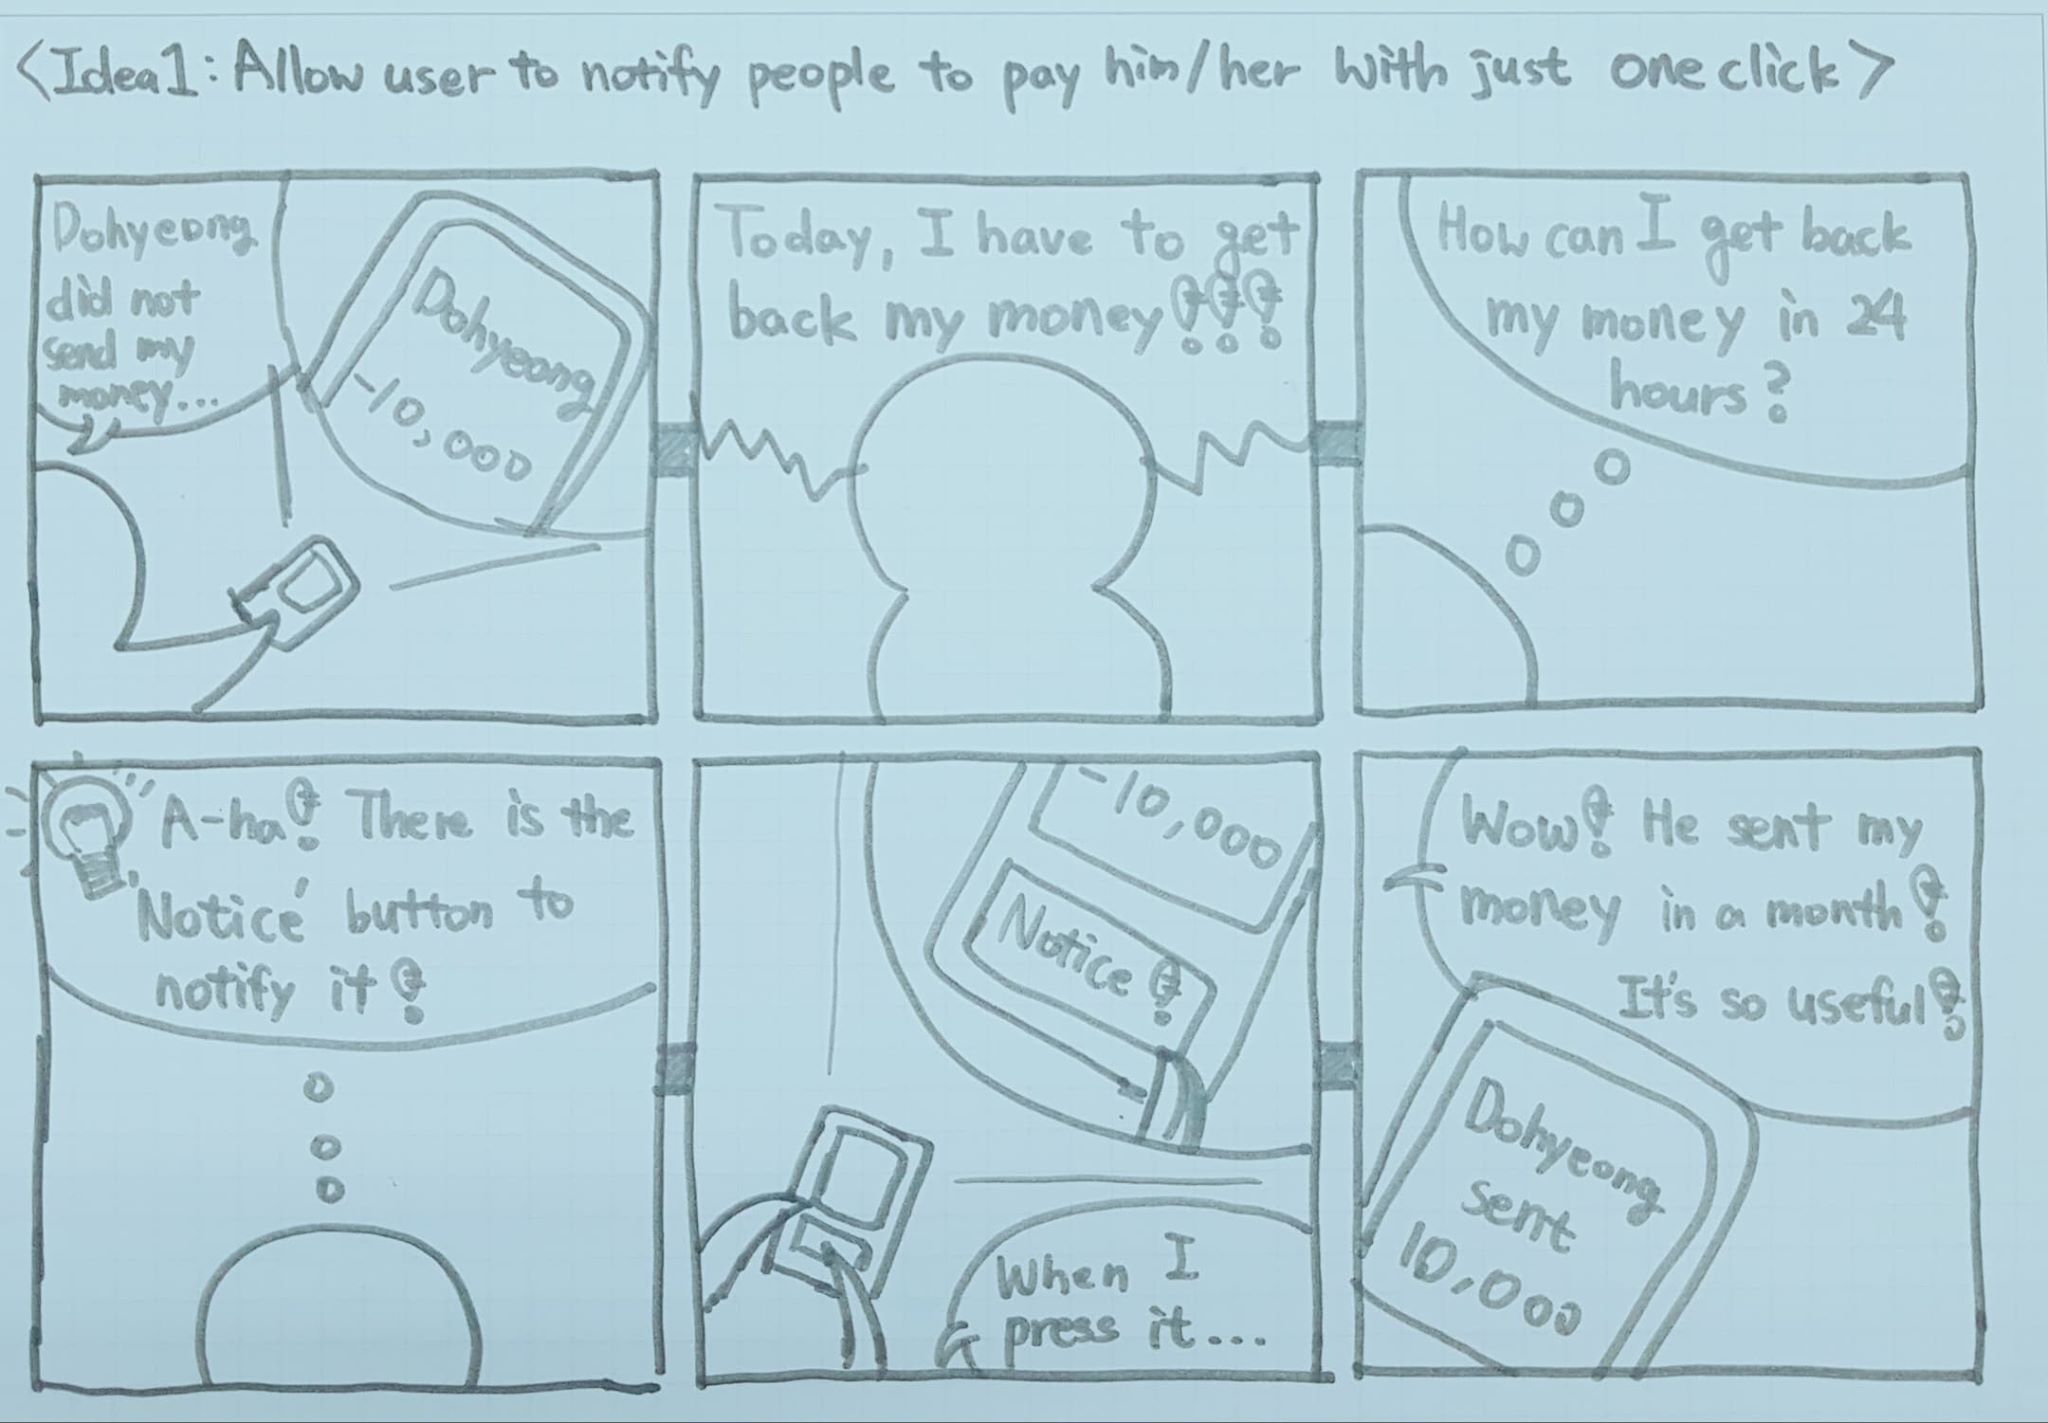 <Idea1: Allow user to notify people to pay him/her with just one click>
Dohyeong
did not
send my
money...
Dohyeong
-10,000
Today, I have to get
back my money!!!
How can I get back
my money in 24
hours?
A-ha! There is the
'Notice' button to
notify it!
-10,000
Notice!
When I
press it...
Wow! He sent my
money in a month!
It's so useful!
Dohyeong
sent
10,000